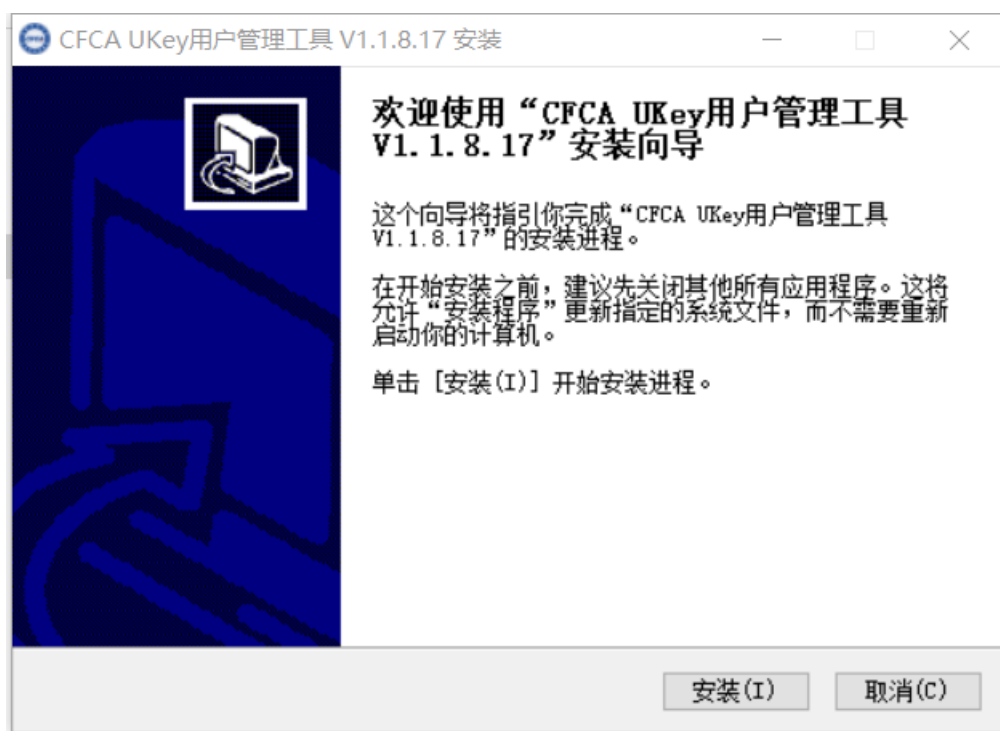 CFCA UKey用户管理工具 V1.1.8.17 安装
欢迎使用“CFCA UKey用户管理工具
V1.1.8.17”安装向导
这个向导将指引你完成“CFCA UKey用户管理工具
V1.1.8.17”的安装进程。
在开始安装之前，建议先关闭其他所有应用程序。这将
允许“安装程序”更新指定的系统文件，而不需要重新
启动你的计算机。
单击 [安装(I)] 开始安装进程。
安装(I)
取消(C)